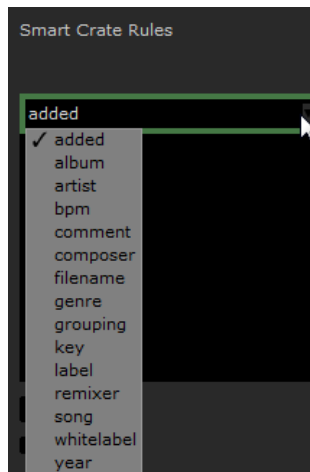 Smart Crate Rules
added
added
album
artist
bpm
comment
composer
filename
genre
grouping
key
label
remixer
song
whitelabel
year